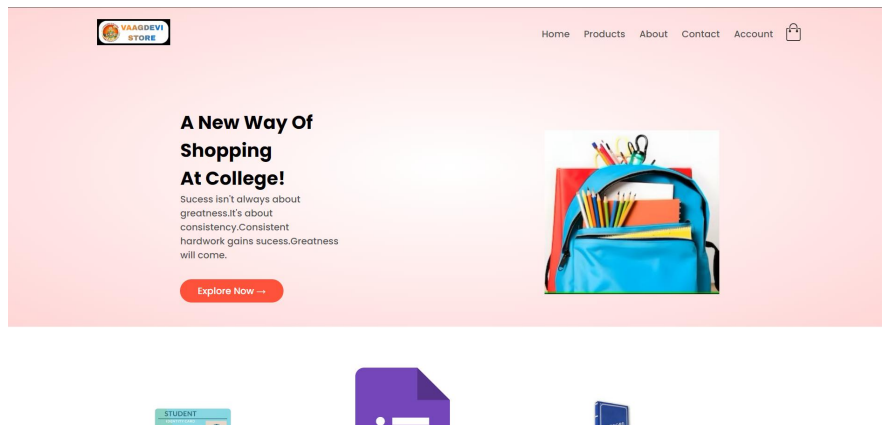 VAAGDEVI
STORE
Home Products About Contact Account
A New Way Of
Shopping
At College!
Sucess isn't always about
greatness.It's about
consistency.Consistent
hardwork gains sucess.Greatness
will come.
Explore Now →
STUDENT